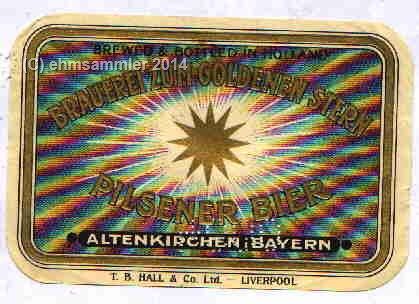 BREWED & BOTTLED IN HOLLAND
(C) ehmsammler 2014
BRAUEREI ZUM GOLDENEN STERN
PILSENER BIER
ALTENKIRCHEN i BAYERN
T. B. HALL & Co. Ltd. — LIVERPOOL